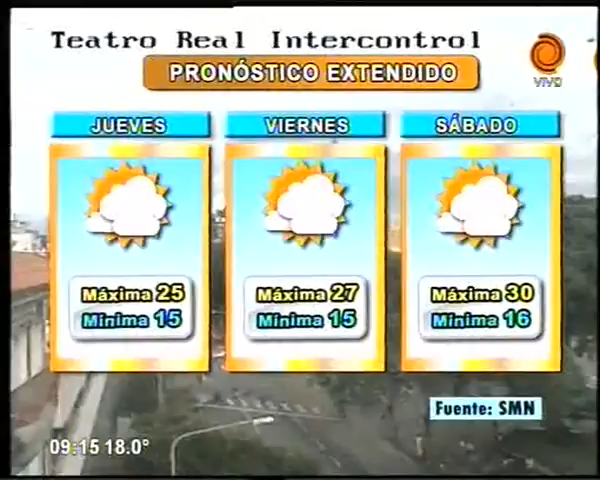 Teatro Real Intercontrol
PRONÓSTICO EXTENDIDO
VIVO
JUEVES
VIERNES
SÁBADO
Máxima 25
Mínima 15
Máxima 27
Mínima 15
Máxima 30
Mínima 16
Fuente: SMN
09:15 18.0°